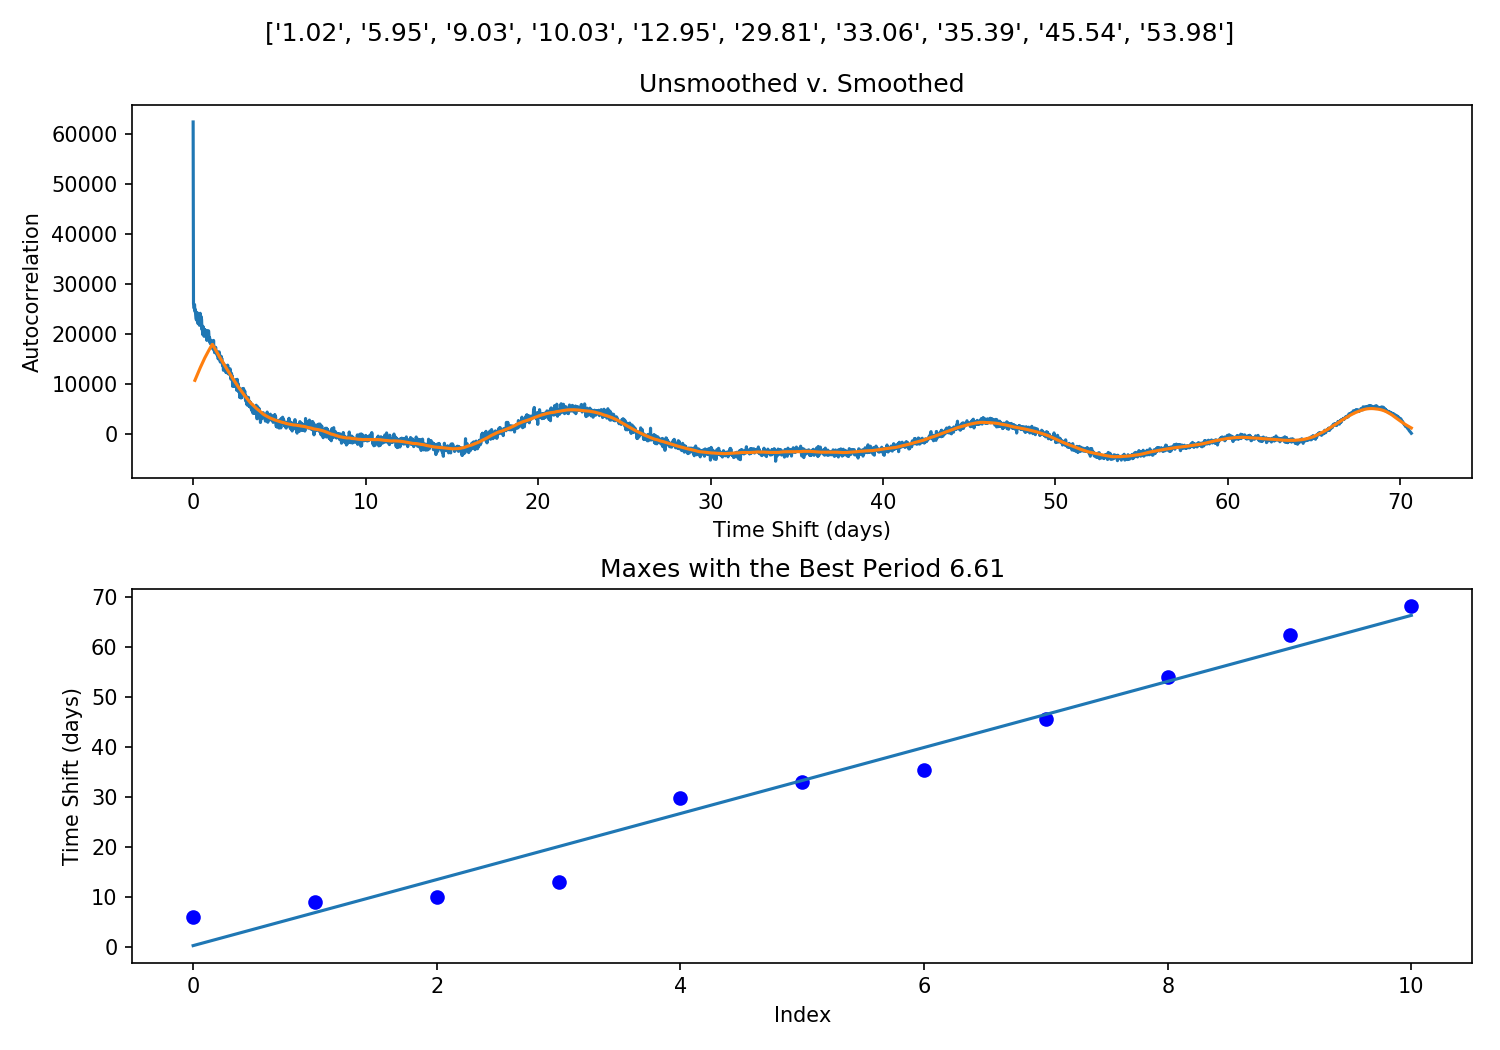 ['1.02', '5.95', '9.03', '10.03', '12.95', '29.81', '33.06', '35.39', '45.54', '53.98']
Unsmoothed v. Smoothed
60000
50000
40000
30000
20000
10000
0
Autocorrelation
0 10 20 30 40 50 60 70
Time Shift (days)
Maxes with the Best Period 6.61
70
60
50
40
30
20
10
0
Time Shift (days)
0 2 4 6 8 10
Index